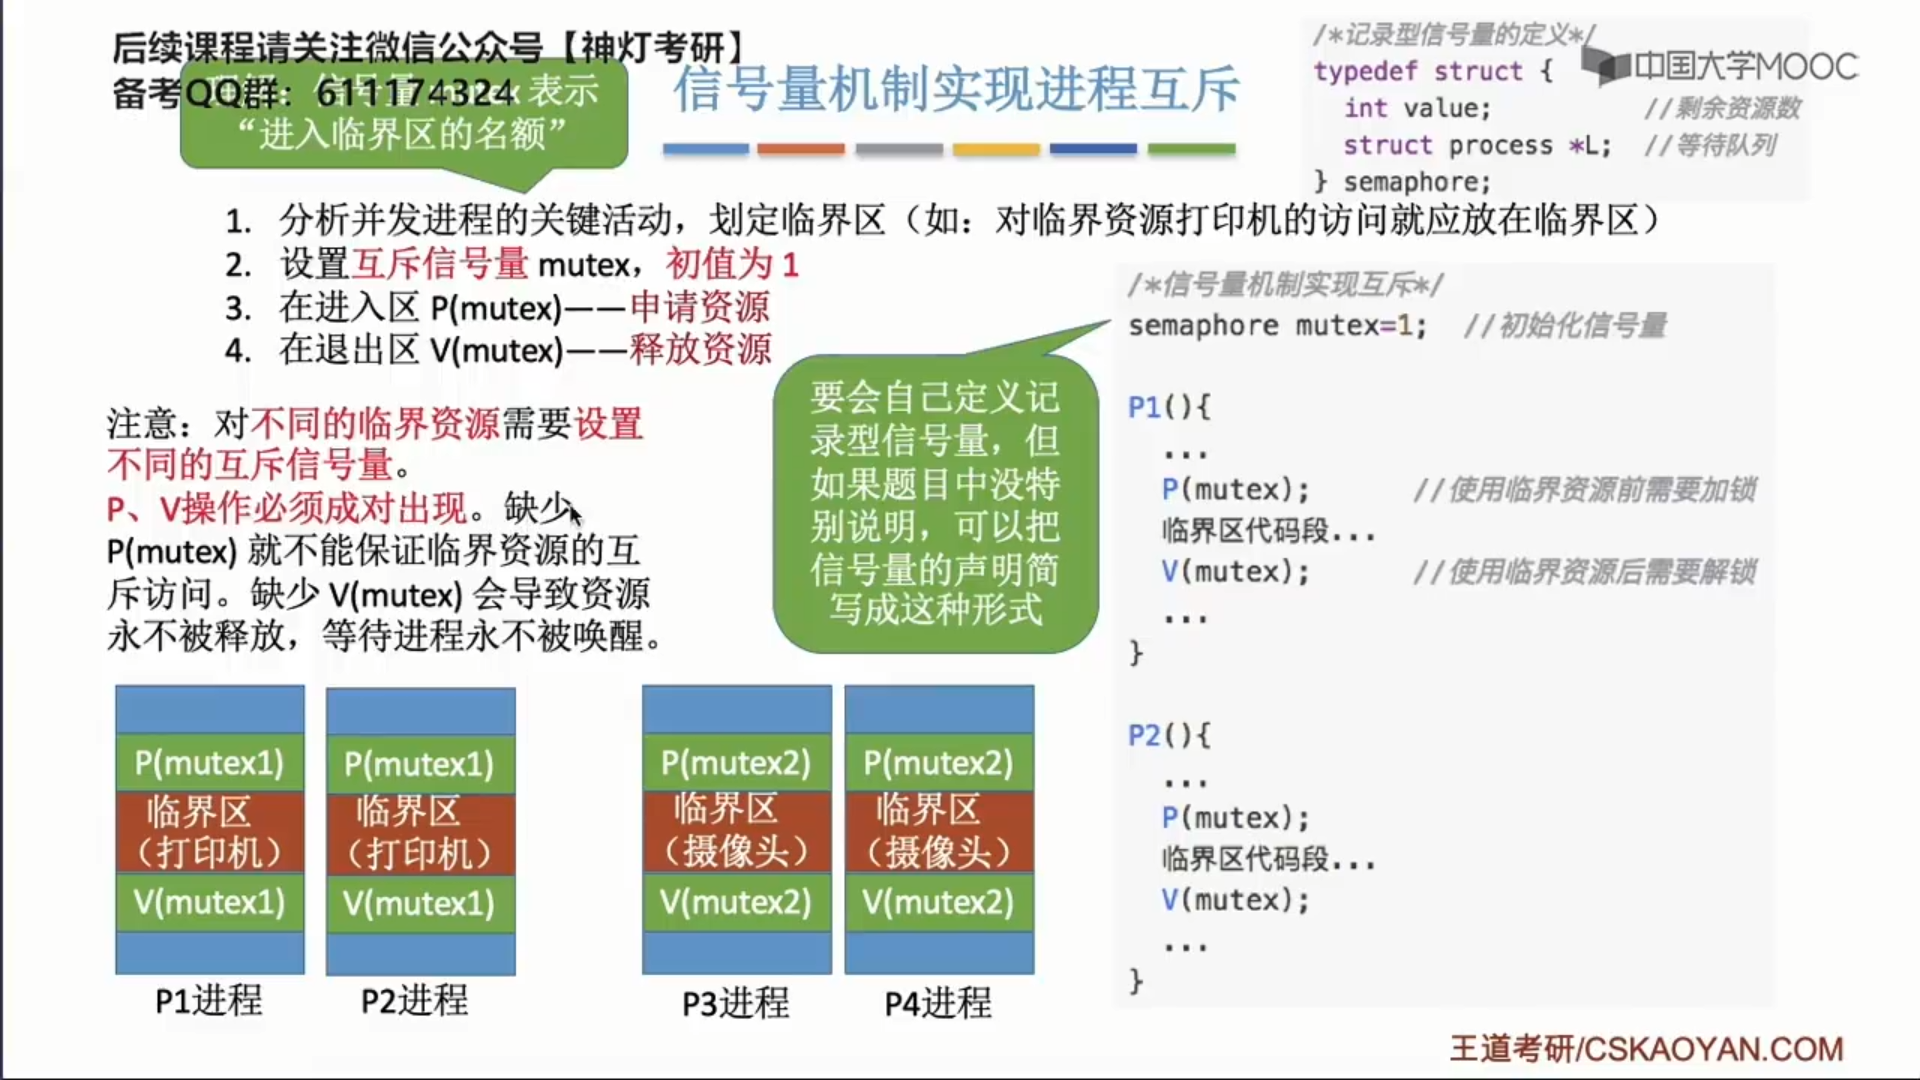 后续课程请关注微信公众号【神灯考研】
备考QQ群：611174324
信号量 表示
“进入临界区的名额”
信号量机制实现进程互斥
/*记录型信号量的定义*/
typedef struct {
int value; //剩余资源数
struct process *L; //等待队列
} semaphore;
中国大学MOOC
1. 分析并发进程的关键活动，划定临界区（如：对临界资源打印机的访问就应放在临界区）
2. 设置互斥信号量 mutex，初值为 1
3. 在进入区 P(mutex)——申请资源
4. 在退出区 V(mutex)——释放资源
注意：对不同的临界资源需要设置
不同的互斥信号量。
P、V操作必须成对出现。缺少
P(mutex) 就不能保证临界资源的互
斥访问。缺少 V(mutex) 会导致资源
永不被释放，等待进程永不被唤醒。
要会自己定义记
录型信号量，但
如果题目中没特
别说明，可以把
信号量的声明简
写成这种形式
/*信号量机制实现互斥*/
semaphore mutex=1; //初始化信号量
P1(){
...
P(mutex); //使用临界资源前需要加锁
临界区代码段...
V(mutex); //使用临界资源后需要解锁
...
}
P2(){
...
P(mutex);
临界区代码段...
V(mutex);
...
}
P(mutex1)
临界区
（打印机）
V(mutex1)
P1进程
P(mutex1)
临界区
（打印机）
V(mutex1)
P2进程
P(mutex2)
临界区
（摄像头）
V(mutex2)
P3进程
P(mutex2)
临界区
（摄像头）
V(mutex2)
P4进程
王道考研/CSKAOYAN.COM